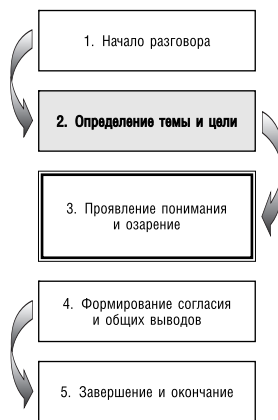 1. Начало разговора
2. Определение темы и цели
3. Проявление понимания
и озарение
4. Формирование согласия
и общих выводов
5. Завершение и окончание